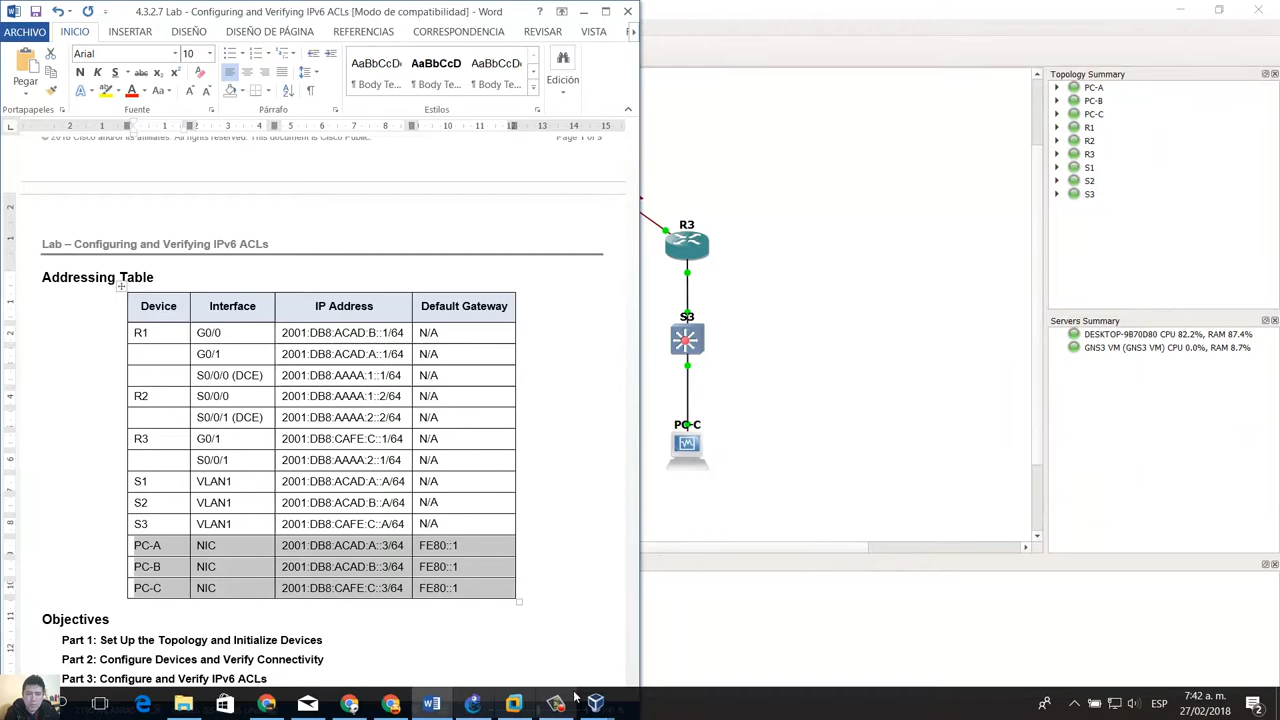 4.3.2.7 Lab - Configuring and Verifying IPv6 ACLs [Modo de compatibilidad] - Word
ARCHIVO INICIO INSERTAR DISEÑO DISEÑO DE PÁGINA REFERENCIAS CORRESPONDENCIA REVISAR VISTA
Arial 10
AaBbCcD AaBbCcD AaBbCcD
¶ Body Te... ¶ Body Te... ¶ Body Te...
Pegar
Edición
Portapapeles Fuente Párrafo Estilos
Page 1 of 5
Lab – Configuring and Verifying IPv6 ACLs
Addressing Table
Device Interface IP Address Default Gateway
R1 G0/0 2001:DB8:ACAD:B::1/64 N/A
G0/1 2001:DB8:ACAD:A::1/64 N/A
S0/0/0 (DCE) 2001:DB8:AAAA:1::1/64 N/A
R2 S0/0/0 2001:DB8:AAAA:1::2/64 N/A
S0/0/1 (DCE) 2001:DB8:AAAA:2::2/64 N/A
R3 G0/1 2001:DB8:CAFE:C::1/64 N/A
S0/0/1 2001:DB8:AAAA:2::1/64 N/A
S1 VLAN1 2001:DB8:ACAD:A::A/64 N/A
S2 VLAN1 2001:DB8:ACAD:B::A/64 N/A
S3 VLAN1 2001:DB8:CAFE:C::A/64 N/A
PC-A NIC 2001:DB8:ACAD:A::3/64 FE80::1
PC-B NIC 2001:DB8:ACAD:B::3/64 FE80::1
PC-C NIC 2001:DB8:CAFE:C::3/64 FE80::1
Objectives
Part 1: Set Up the Topology and Initialize Devices
Part 2: Configure Devices and Verify Connectivity
Part 3: Configure and Verify IPv6 ACLs
R3
S3
PC-C
Topology Summary
PC-A
PC-B
PC-C
R1
R2
R3
S1
S2
S3
Servers Summary
DESKTOP-9870D80 CPU 82.2%, RAM 87.4%
GNS3 VM (GNS3 VM) CPU 0.0%, RAM 8.7%
ESP
7:42 a. m.
27/02/2018
2